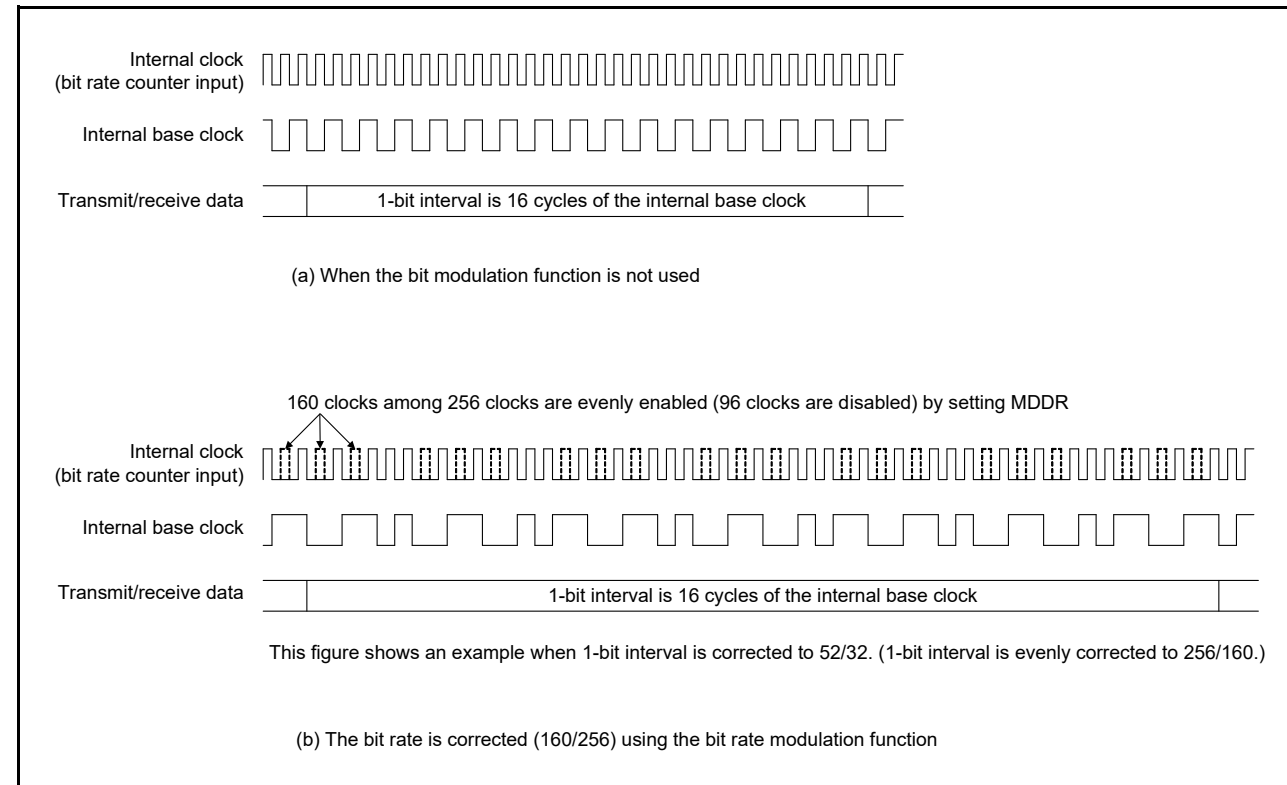 Internal clock
(bit rate counter input)
Internal base clock
Transmit/receive data
1-bit interval is 16 cycles of the internal base clock
(a) When the bit modulation function is not used
160 clocks among 256 clocks are evenly enabled (96 clocks are disabled) by setting MDDR
Internal clock
(bit rate counter input)
Internal base clock
Transmit/receive data
1-bit interval is 16 cycles of the internal base clock
This figure shows an example when 1-bit interval is corrected to 52/32. (1-bit interval is evenly corrected to 256/160.)
(b) The bit rate is corrected (160/256) using the bit rate modulation function